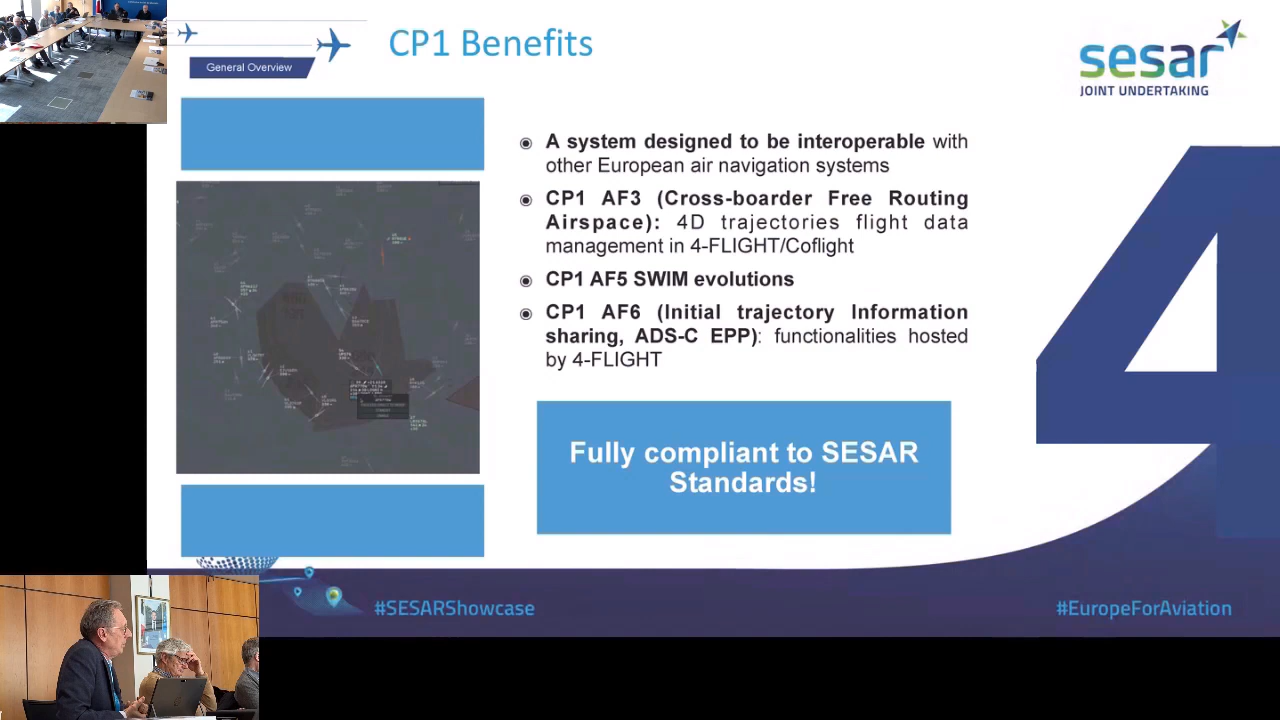 General Overview
CP1 Benefits
sesar
JOINT UNDERTAKING
A system designed to be interoperable with
other European air navigation systems
CP1 AF3 (Cross-boarder Free Routing
Airspace): 4D trajectories flight data
management in 4-FLIGHT/Coflight
CP1 AF5 SWIM evolutions
CP1 AF6 (Initial trajectory Information
sharing, ADS-C EPP): functionalities hosted
by 4-FLIGHT
Fully compliant to SESAR
Standards!
4
#SESARShowcase
#EuropeForAviation